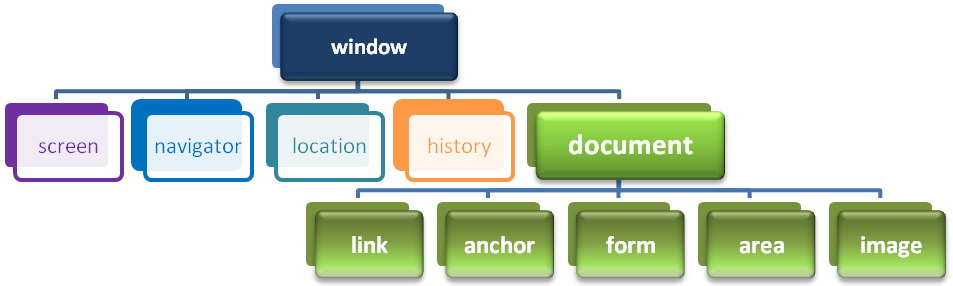 window
screen
navigator
location
history
document
link
anchor
form
area
image